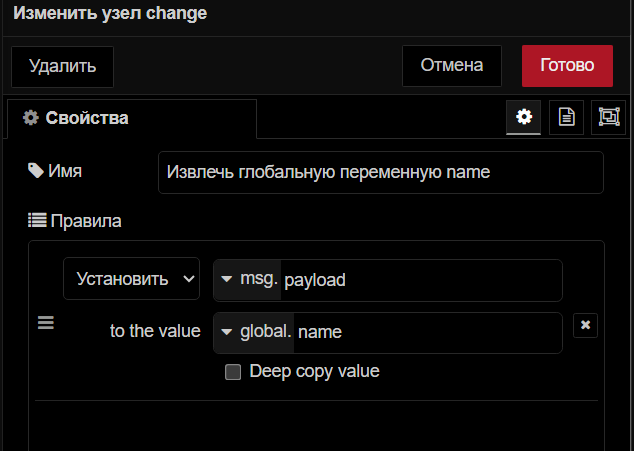 Изменить узел change
Удалить
Отмена
Готово
Свойства
Имя
Извлечь глобальную переменную name
Правила
Установить
msg. payload
to the value
global. name
Deep copy value